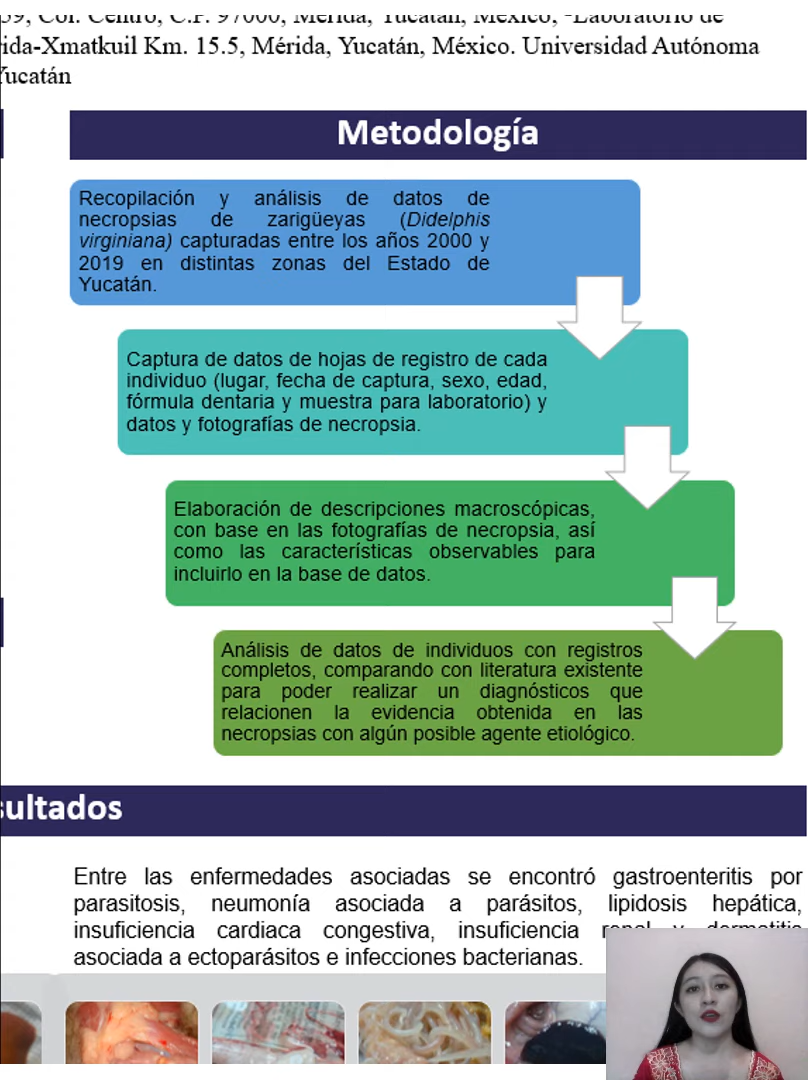 Col. Centro, C.P. 97000, Mérida, Yucatán, México, -Laboratorio de
Km. 15.5, Mérida, Yucatán, México. Universidad Autónoma
Metodología
Recopilación y análisis de datos de
necropsias de zarigüeyas (Didelphis
virginiana) capturadas entre los años 2000 y
2019 en distintas zonas del Estado de
Yucatán.
Captura de datos de hojas de registro de cada
individuo (lugar, fecha de captura, sexo, edad,
fórmula dentaria y muestra para laboratorio) y
datos y fotografías de necropsia.
Elaboración de descripciones macroscópicas,
con base en las fotografías de necropsia, así
como las características observables para
incluirlo en la base de datos.
Análisis de datos de individuos con registros
completos, comparando con literatura existente
para poder realizar un diagnósticos que
relacionen la evidencia obtenida en las
necropsias con algún posible agente etiológico.
sultados
Entre las enfermedades asociadas se encontró gastroenteritis por
parasitosis, neumonía asociada a parásitos, lipidosis hepática,
insuficiencia cardiaca congestiva, insuficiencia renal y dermatitis
asociada a ectoparásitos e infecciones bacterianas.